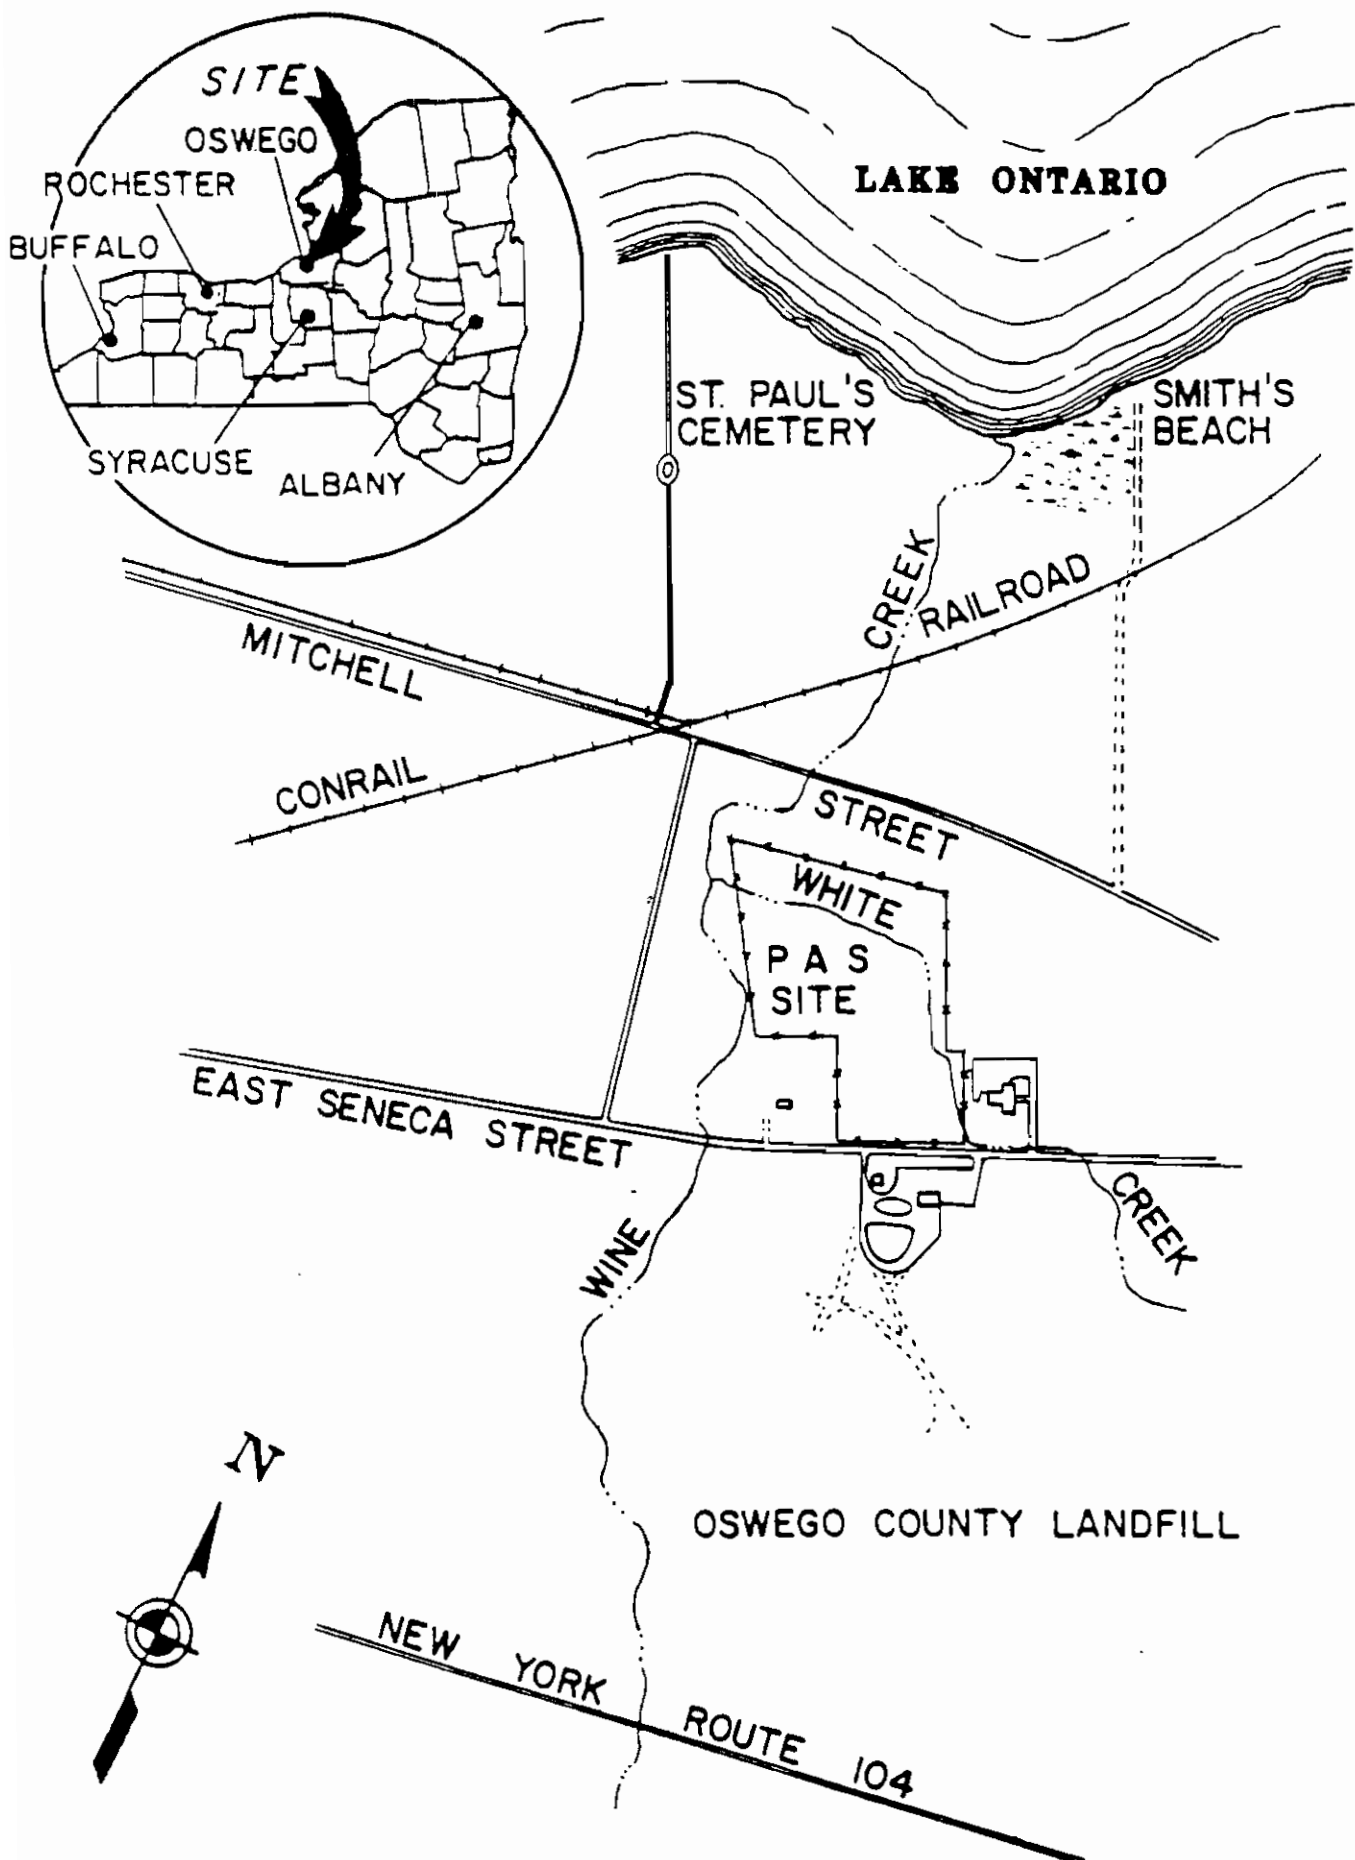 SITE
OSWEGO
ROCHESTER
BUFFALO
SYRACUSE
ALBANY
LAKE ONTARIO
ST. PAUL'S
CEMETERY
SMITH'S
BEACH
CREEK
RAILROAD
MITCHELL
CONRAIL
STREET
WHITE
P A S
SITE
EAST SENECA STREET
CREEK
WINE
N
OSWEGO COUNTY LANDFILL
NEW YORK ROUTE 104